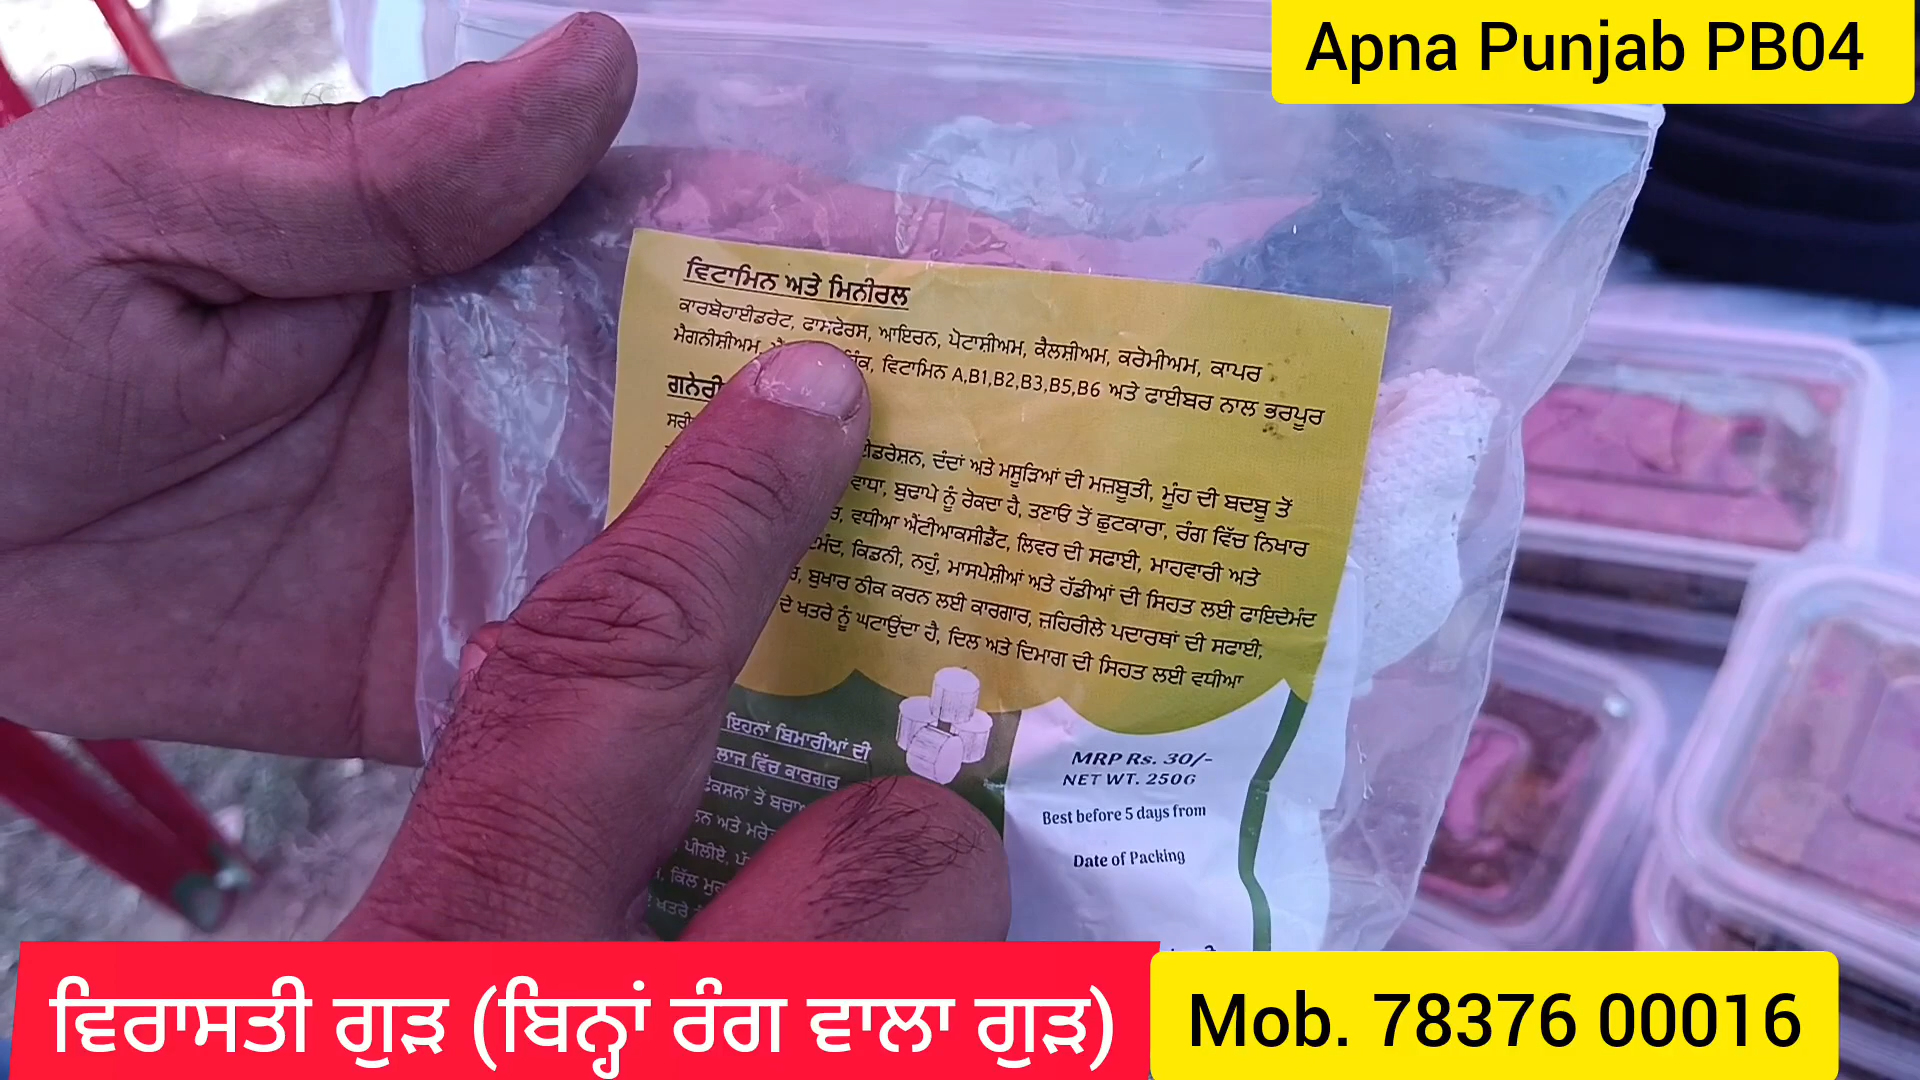 Apna Punjab PB04
ਵਿਟਾਮਿਨ ਅਤੇ ਮਿਨੀਰਲ
ਕਾਰਬੋਹਾਈਡਰੇਟ, ਫਾਸਫੋਰਸ, ਆਇਰਨ, ਪੋਟਾਸ਼ੀਅਮ, ਕੈਲਸ਼ੀਅਮ, ਕਰੋਮੀਅਮ, ਕਾਪਰ
ਮੈਗਨੀਸ਼ੀਅਮ, ਵਿਟਾਮਿਨ A,B1,B2,B3,B5,B6 ਅਤੇ ਫਾਈਬਰ ਨਾਲ ਭਰਪੂਰ
ਦੰਦਾਂ ਅਤੇ ਮਸੂੜਿਆਂ ਦੀ ਮਜ਼ਬੂਤੀ, ਮੂੰਹ ਦੀ ਬਦਬੂ ਤੋਂ
ਵਾਧਾ, ਬੁਢਾਪੇ ਨੂੰ ਰੋਕਦਾ ਹੈ, ਤਣਾਓ ਤੋਂ ਛੁਟਕਾਰਾ, ਰੰਗ ਵਿੱਚ ਨਿਖਾਰ
ਵਧੀਆ ਐਂਟੀਆਕਸੀਡੈਂਟ, ਲਿਵਰ ਦੀ ਸਫਾਈ, ਮਾਹਵਾਰੀ ਅਤੇ
ਕਿਡਨੀ, ਨਹੁੰ, ਮਾਸਪੇਸ਼ੀਆਂ ਅਤੇ ਹੱਡੀਆਂ ਦੀ ਸਿਹਤ ਲਈ ਫਾਇਦੇਮੰਦ
ਬੁਖਾਰ ਠੀਕ ਕਰਨ ਲਈ ਕਾਰਗਾਰ, ਜ਼ਹਿਰੀਲੇ ਪਦਾਰਥਾਂ ਦੀ ਸਫਾਈ,
ਦੇ ਖਤਰੇ ਨੂੰ ਘਟਾਉਂਦਾ ਹੈ, ਦਿਲ ਅਤੇ ਦਿਮਾਗ ਦੀ ਸਿਹਤ ਲਈ ਵਧੀਆ
ਇਹਨਾਂ ਬਿਮਾਰੀਆਂ ਦੀ
ਵਿੱਚ ਕਾਰਗਰ
ਤੋਂ
ਅਤੇ
ਪੀਲੀਏ,
ਕਿੱਲ
MRP Rs. 30/-
NET WT. 250G
Best before 5 days from
Date of Packing
ਵਿਰਾਸਤੀ ਗੁੜ (ਬਿਨ੍ਹਾਂ ਰੰਗ ਵਾਲਾ ਗੁੜ)
Mob. 78376 00016